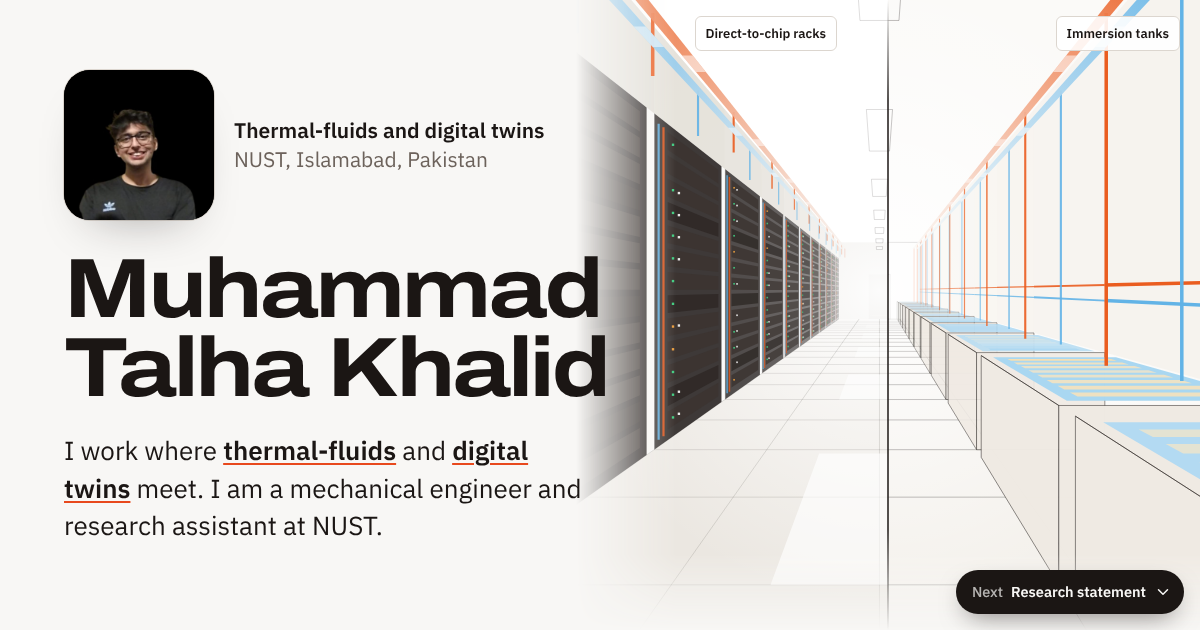 Direct-to-chip racks
Immersion tanks
Thermal-fluids and digital twins
NUST, Islamabad, Pakistan
Muhammad
Talha Khalid
I work where thermal-fluids and digital
twins meet. I am a mechanical engineer and
research assistant at NUST.
Next Research statement